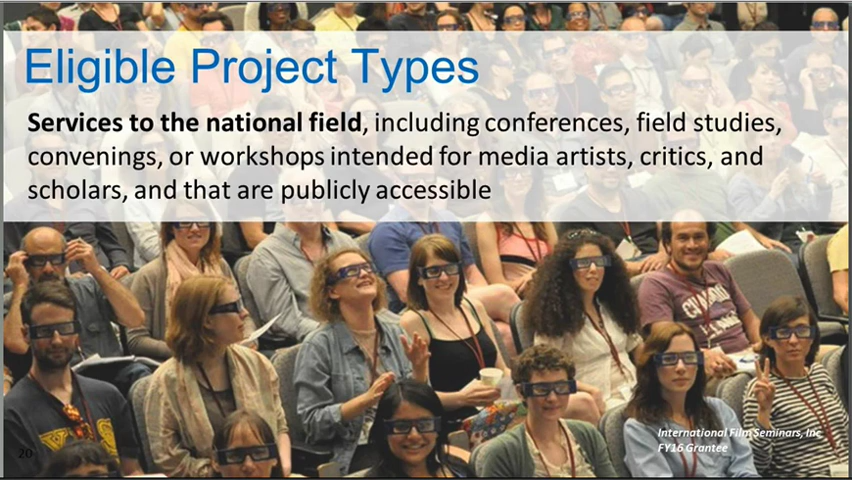 Eligible Project Types
Services to the national field, including conferences, field studies,
convenings, or workshops intended for media artists, critics, and
scholars, and that are publicly accessible
International Film Seminars, Inc
FY16 Grantee
20